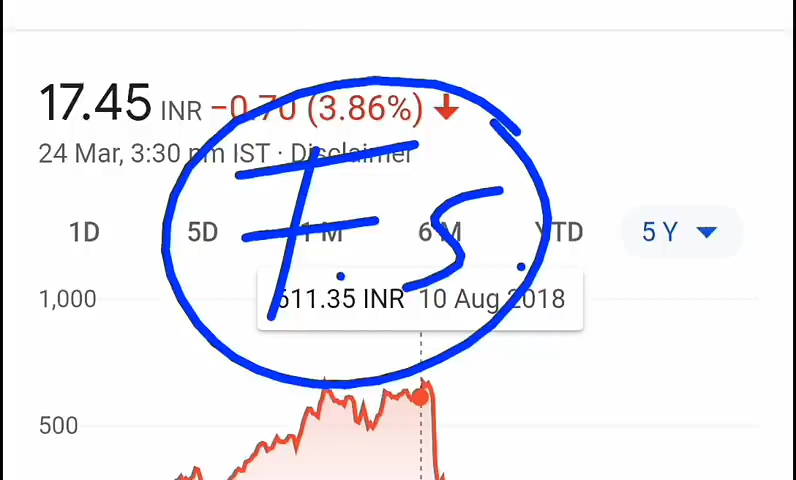 17.45 INR −0.70 (3.86%) ↓
24 Mar, 3:30 pm IST · Disclaimer
F.S.
1D 5D 1M 6M YTD 5Y
611.35 INR 10 Aug 2018
1,000
500